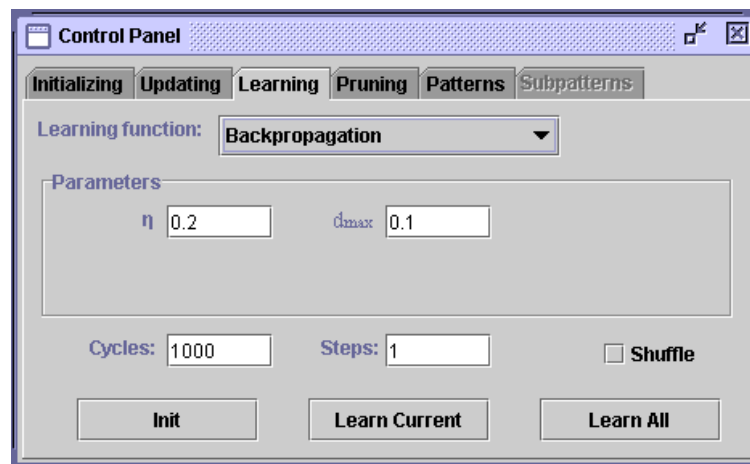 Control Panel
Initializing Updating Learning Pruning Patterns Subpatterns
Learning function: Backpropagation
Parameters
η 0.2 dmax 0.1
Cycles: 1000 Steps: 1 Shuffle
Init Learn Current Learn All